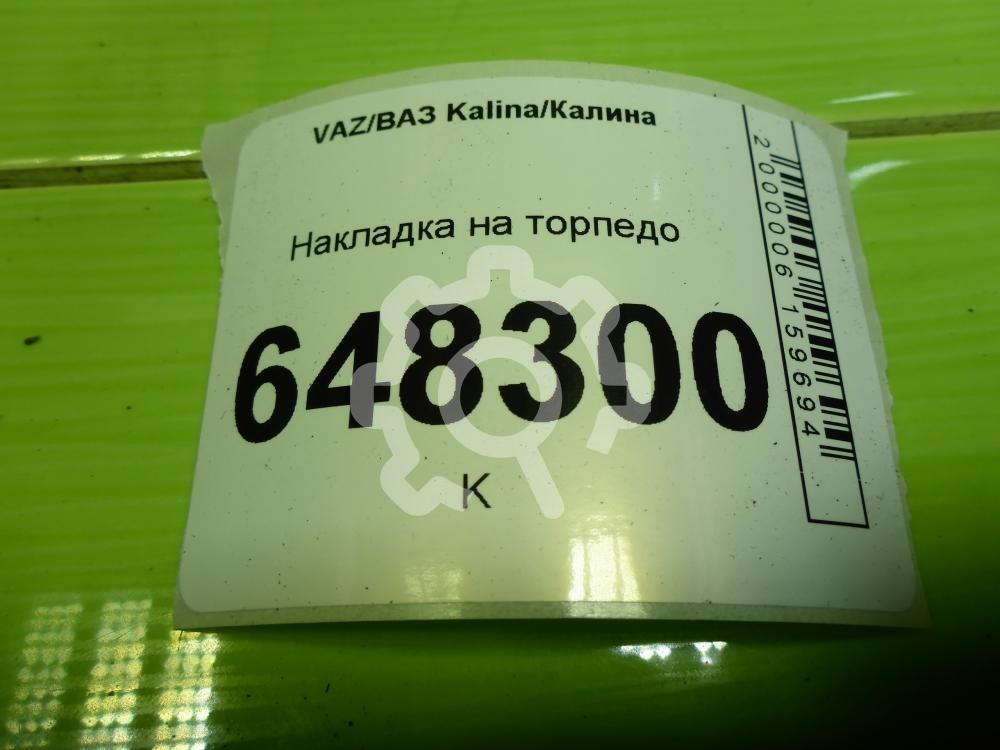 VAZ/ВАЗ Kalina/Калина
Накладка на торпедо
648300
К
2000006159694